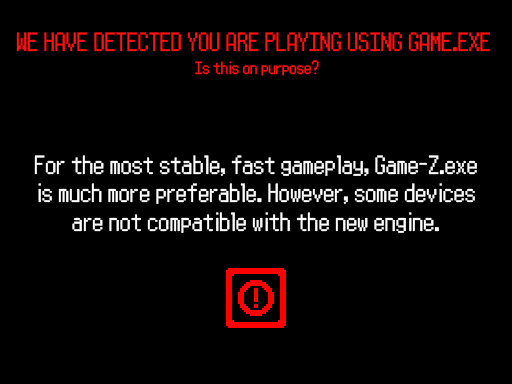 WE HAVE DETECTED YOU ARE PLAYING USING GAME.EXE
Is this on purpose?
For the most stable, fast gameplay, Game-Z.exe
is much more preferable. However, some devices
are not compatible with the new engine.
!